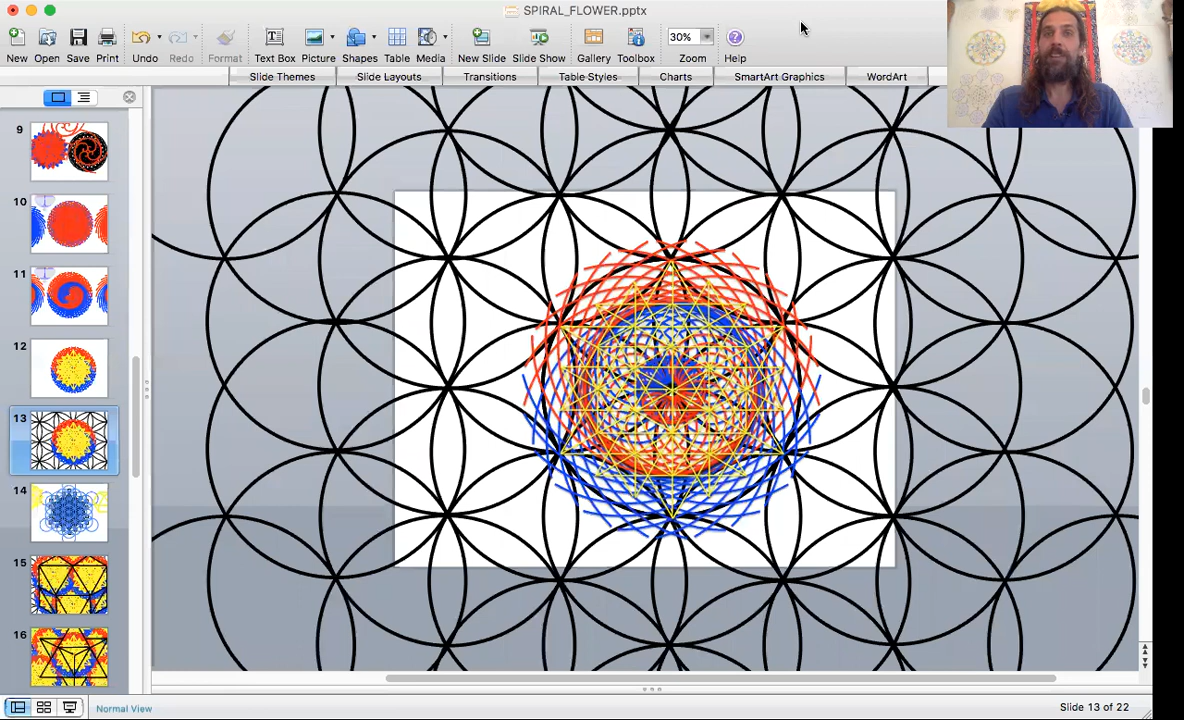 SPIRAL_FLOWER.pptx
30%
New Open Save Print Undo Redo Format Text Box Picture Shapes Table Media New Slide Slide Show Gallery Toolbox Zoom Help
Slide Themes Slide Layouts Transitions Table Styles Charts SmartArt Graphics WordArt
9
10
11
12
13
14
15
16
Normal View Slide 13 of 22